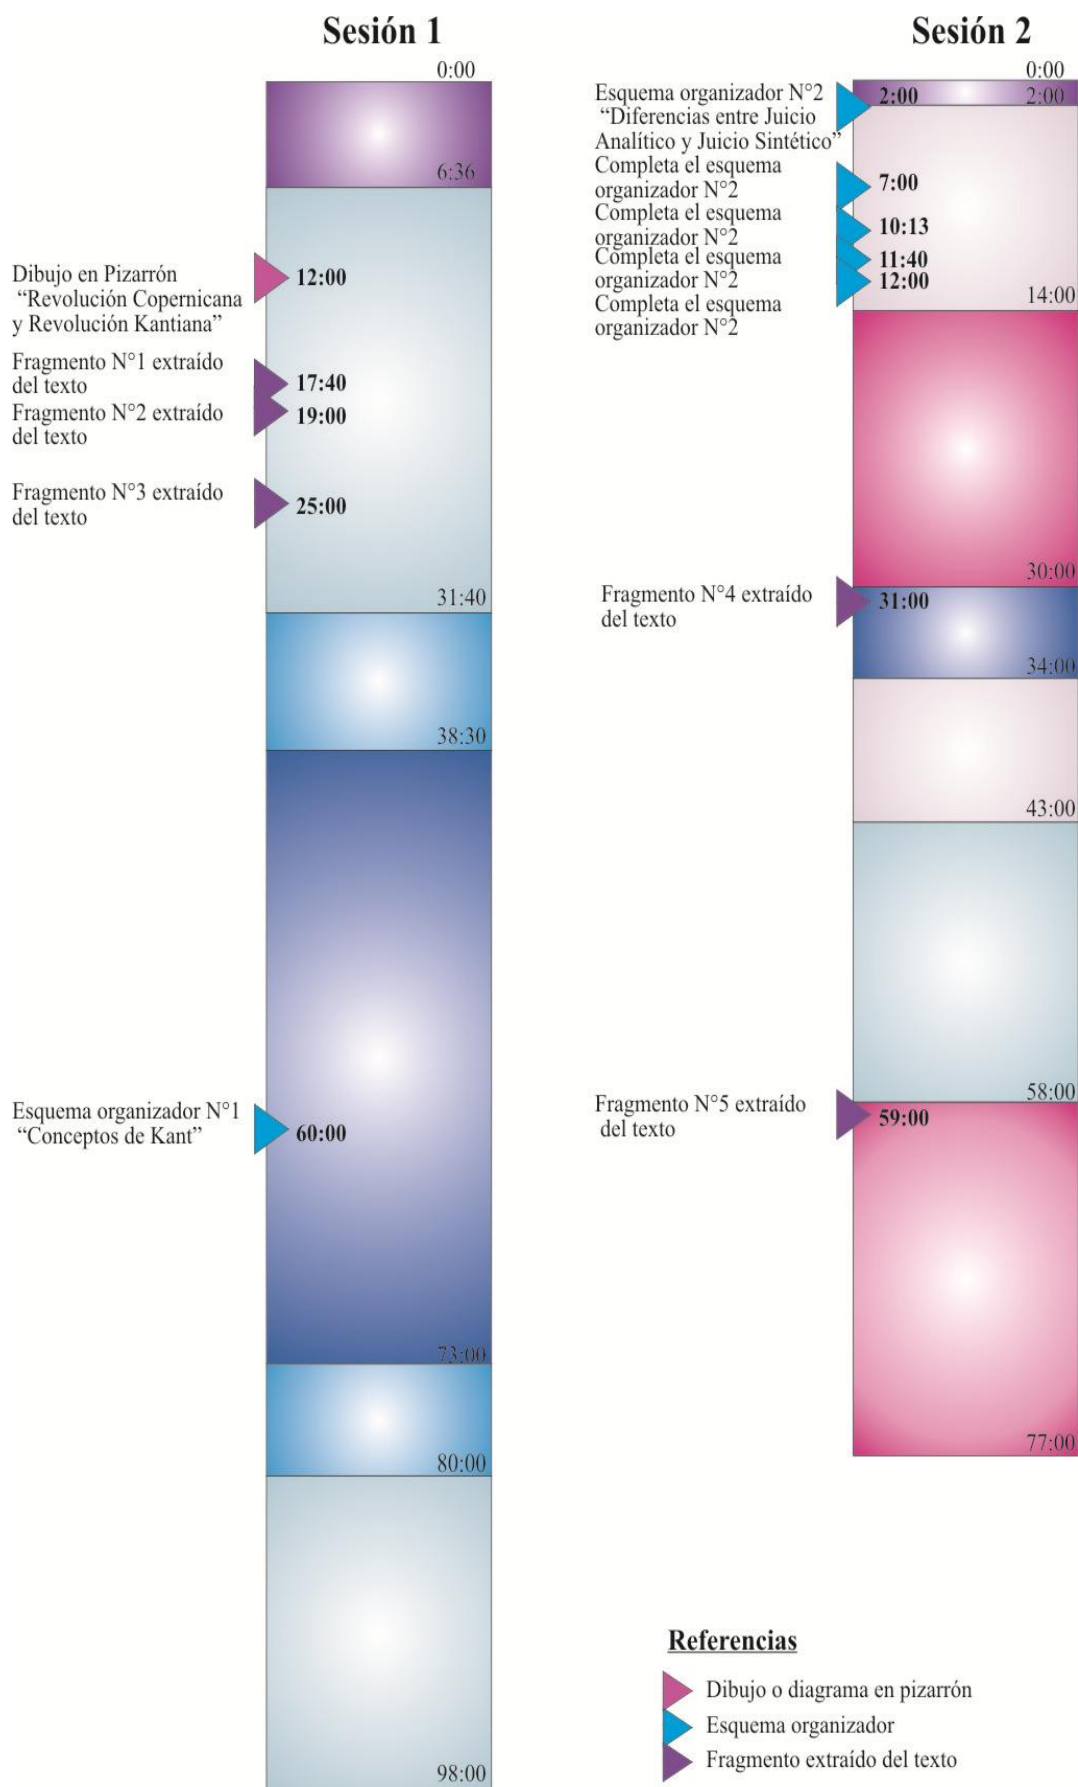 Sesión 1
0:00
6:36
Dibujo en Pizarrón
“Revolución Copernicana
y Revolución Kantiana”
12:00
Fragmento N°1 extraído
del texto
17:40
Fragmento N°2 extraído
del texto
19:00
Fragmento N°3 extraído
del texto
25:00
31:40
38:30
Esquema organizador N°1
“Conceptos de Kant”
60:00
73:00
80:00
98:00
Sesión 2
0:00
Esquema organizador N°2
“Diferencias entre Juicio
Analítico y Juicio Sintético”
2:00
2:00
Completa el esquema
organizador N°2
7:00
Completa el esquema
organizador N°2
10:13
Completa el esquema
organizador N°2
11:40
Completa el esquema
organizador N°2
12:00
14:00
30:00
Fragmento N°4 extraído
del texto
31:00
34:00
43:00
58:00
Fragmento N°5 extraído
del texto
59:00
77:00
Referencias
Dibujo o diagrama en pizarrón
Esquema organizador
Fragmento extraído del texto